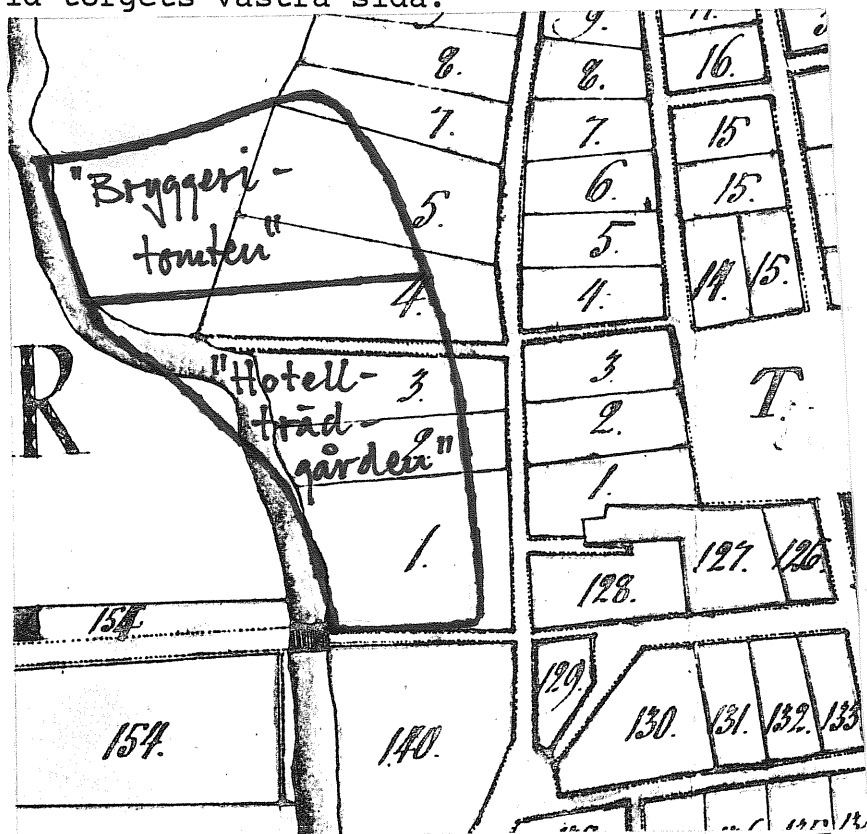 id torgets västra sida.
9. 11.
8. 8. 16.
7. 7. 15
"Bryggeri-
tomten"
5. 6. 15.
5.
4. 4. 14. 15.
R
"Hotell-
träd-
gården"
3. 3. T.
2. 2.
1. 1.
127. 126.
128.
154.
129.
154. 140. 130. 131. 132. 133